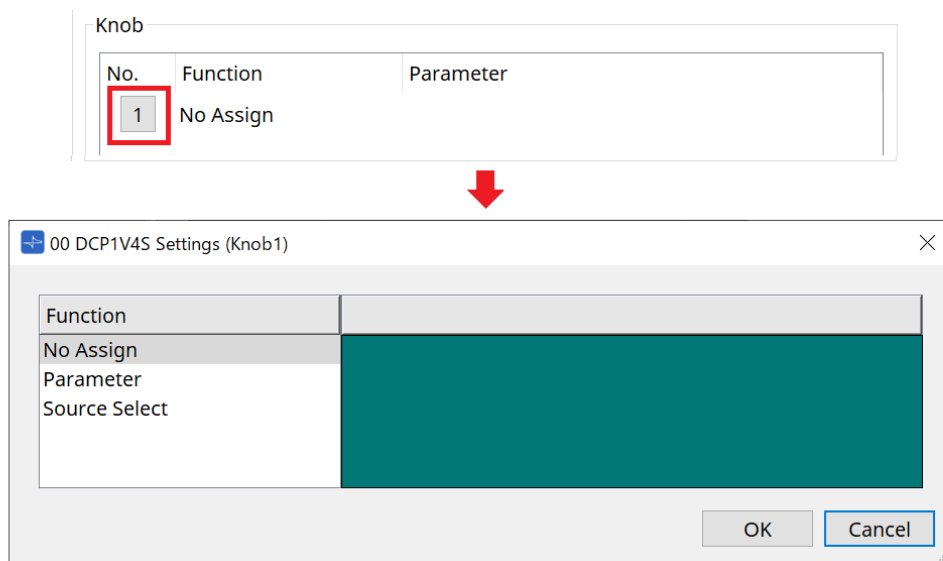 Knob
No. Function Parameter
1 No Assign
00 DCP1V4S Settings (Knob1)
Function
No Assign
Parameter
Source Select
OK Cancel